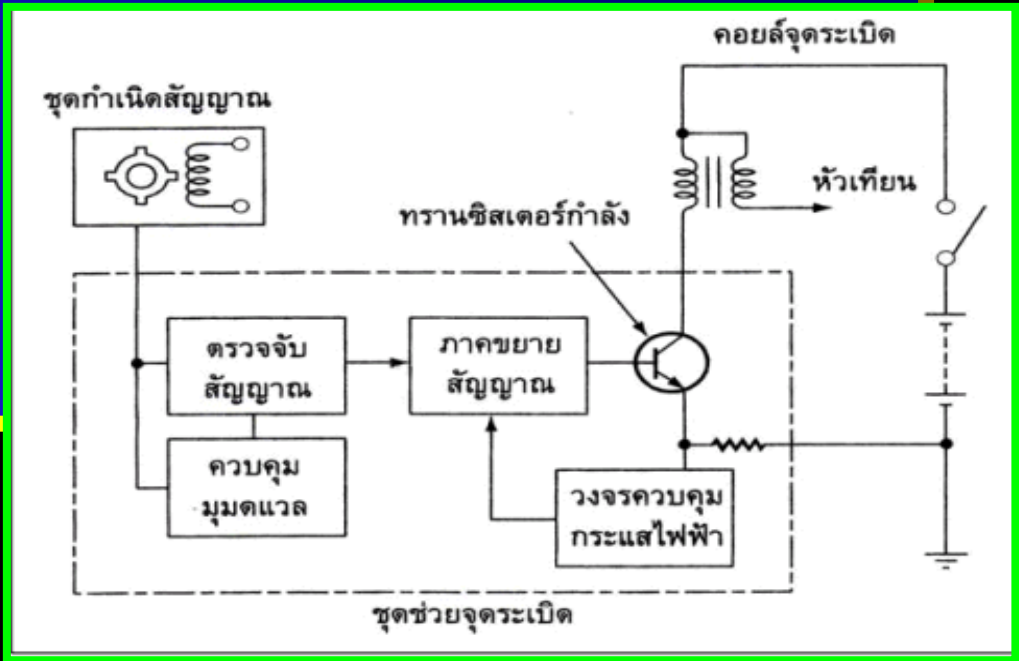 คอยล์จุดระเบิด
ชุดกำเนิดสัญญาณ
หัวเทียน
ทรานซิสเตอร์กำลัง
ตรวจจับ
สัญญาณ
ภาคขยาย
สัญญาณ
ควบคุม
มุมดแวล
วงจรควบคุม
กระแสไฟฟ้า
ชุดช่วยจุดระเบิด